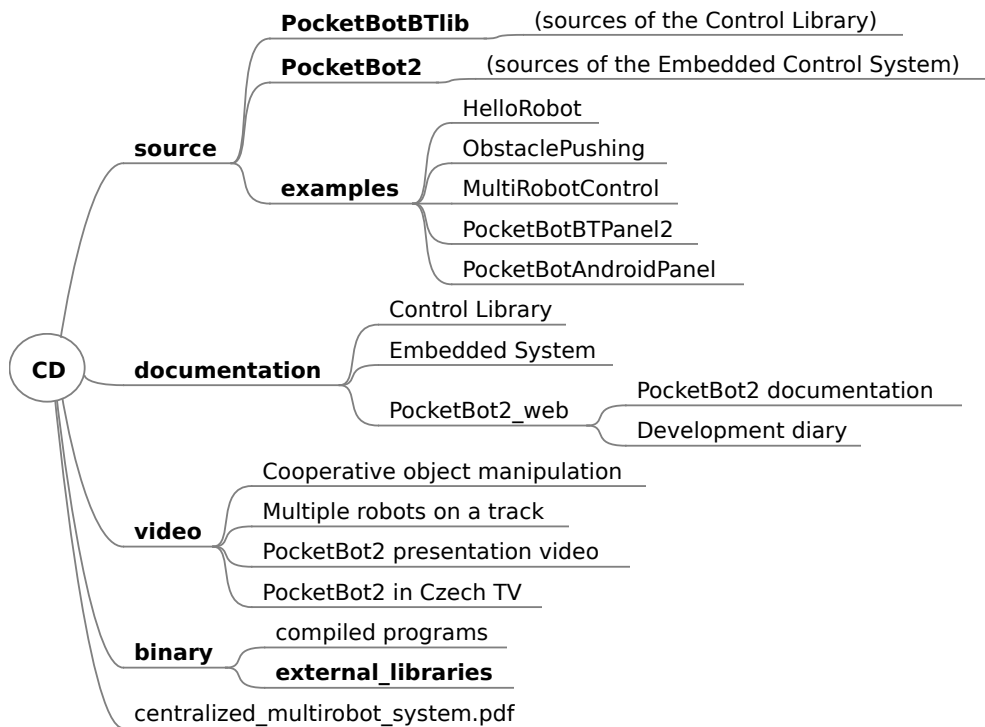 CD
source
PocketBotBTlib
(sources of the Control Library)
PocketBot2
(sources of the Embedded Control System)
examples
HelloRobot
ObstaclePushing
MultiRobotControl
PocketBotBTPanel2
PocketBotAndroidPanel
documentation
Control Library
Embedded System
PocketBot2_web
PocketBot2 documentation
Development diary
video
Cooperative object manipulation
Multiple robots on a track
PocketBot2 presentation video
PocketBot2 in Czech TV
binary
compiled programs
external_libraries
centralized_multirobot_system.pdf